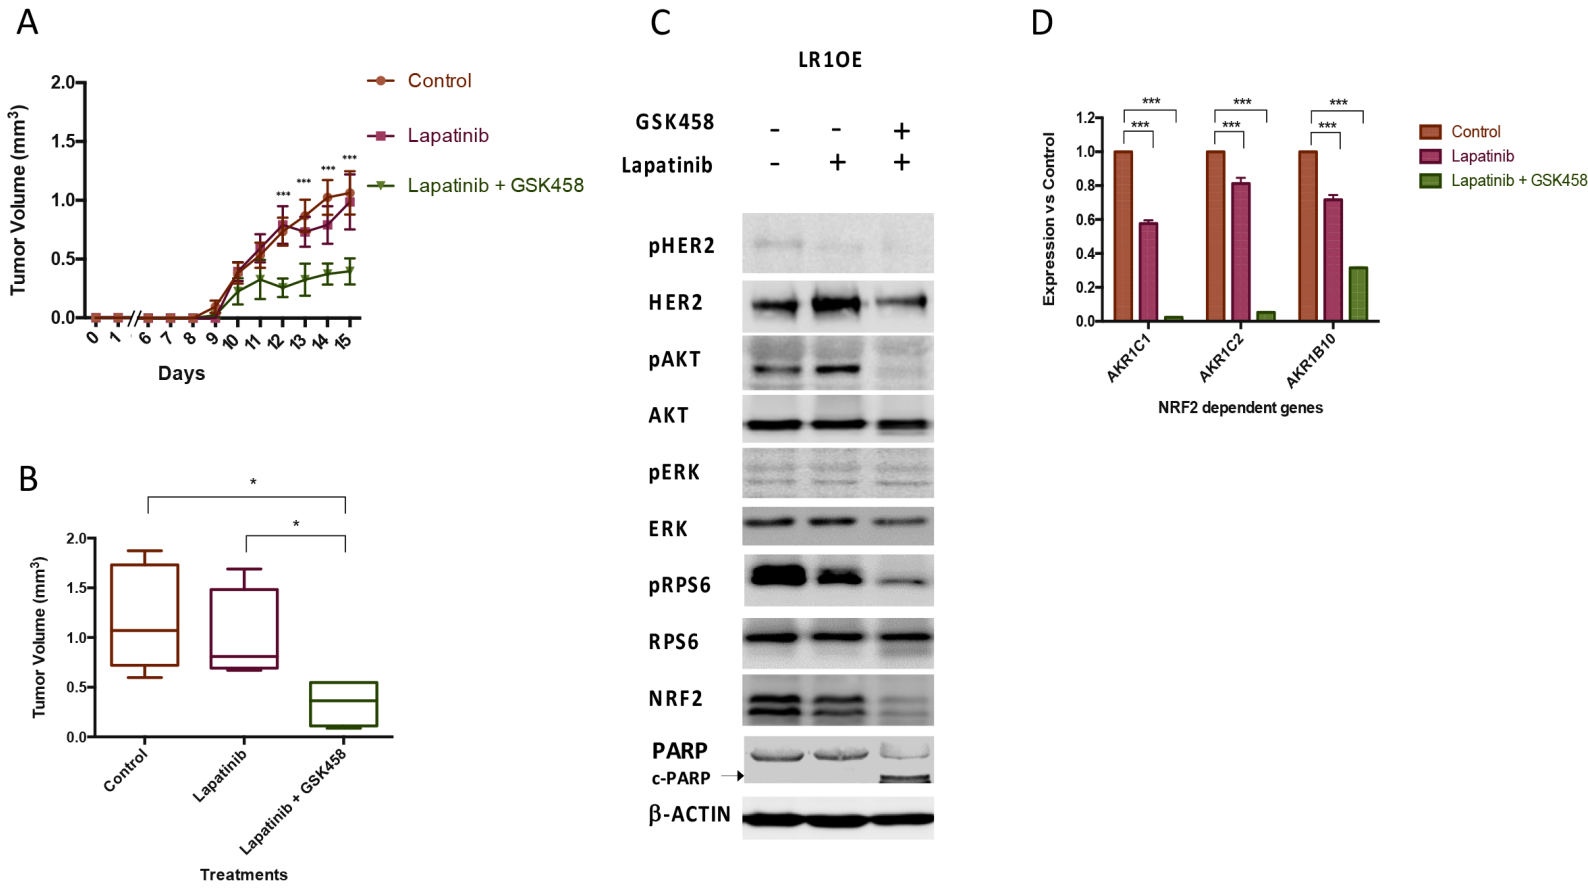 A
2.0
1.5
1.0
0.5
0.0
Tumor Volume (mm3)
***
***
***
***
0 1 6 7 8 9 10 11 12 13 14 15
Days
Control
Lapatinib
Lapatinib + GSK458
B
*
*
2.0
1.5
1.0
0.5
0.0
Tumor Volume (mm3)
Control
Lapatinib
Lapatinib + GSK458
Treatments
C
LR1OE
GSK458 - - +
Lapatinib - + +
pHER2
HER2
pAKT
AKT
pERK
ERK
pRPS6
RPS6
NRF2
PARP
c-PARP
β-ACTIN
D
*** *** ***
*** *** ***
1.2
1.0
0.8
0.6
0.4
0.2
0.0
Expression vs Control
AKR1C1
AKR1C2
AKR1B10
NRF2 dependent genes
Control
Lapatinib
Lapatinib + GSK458